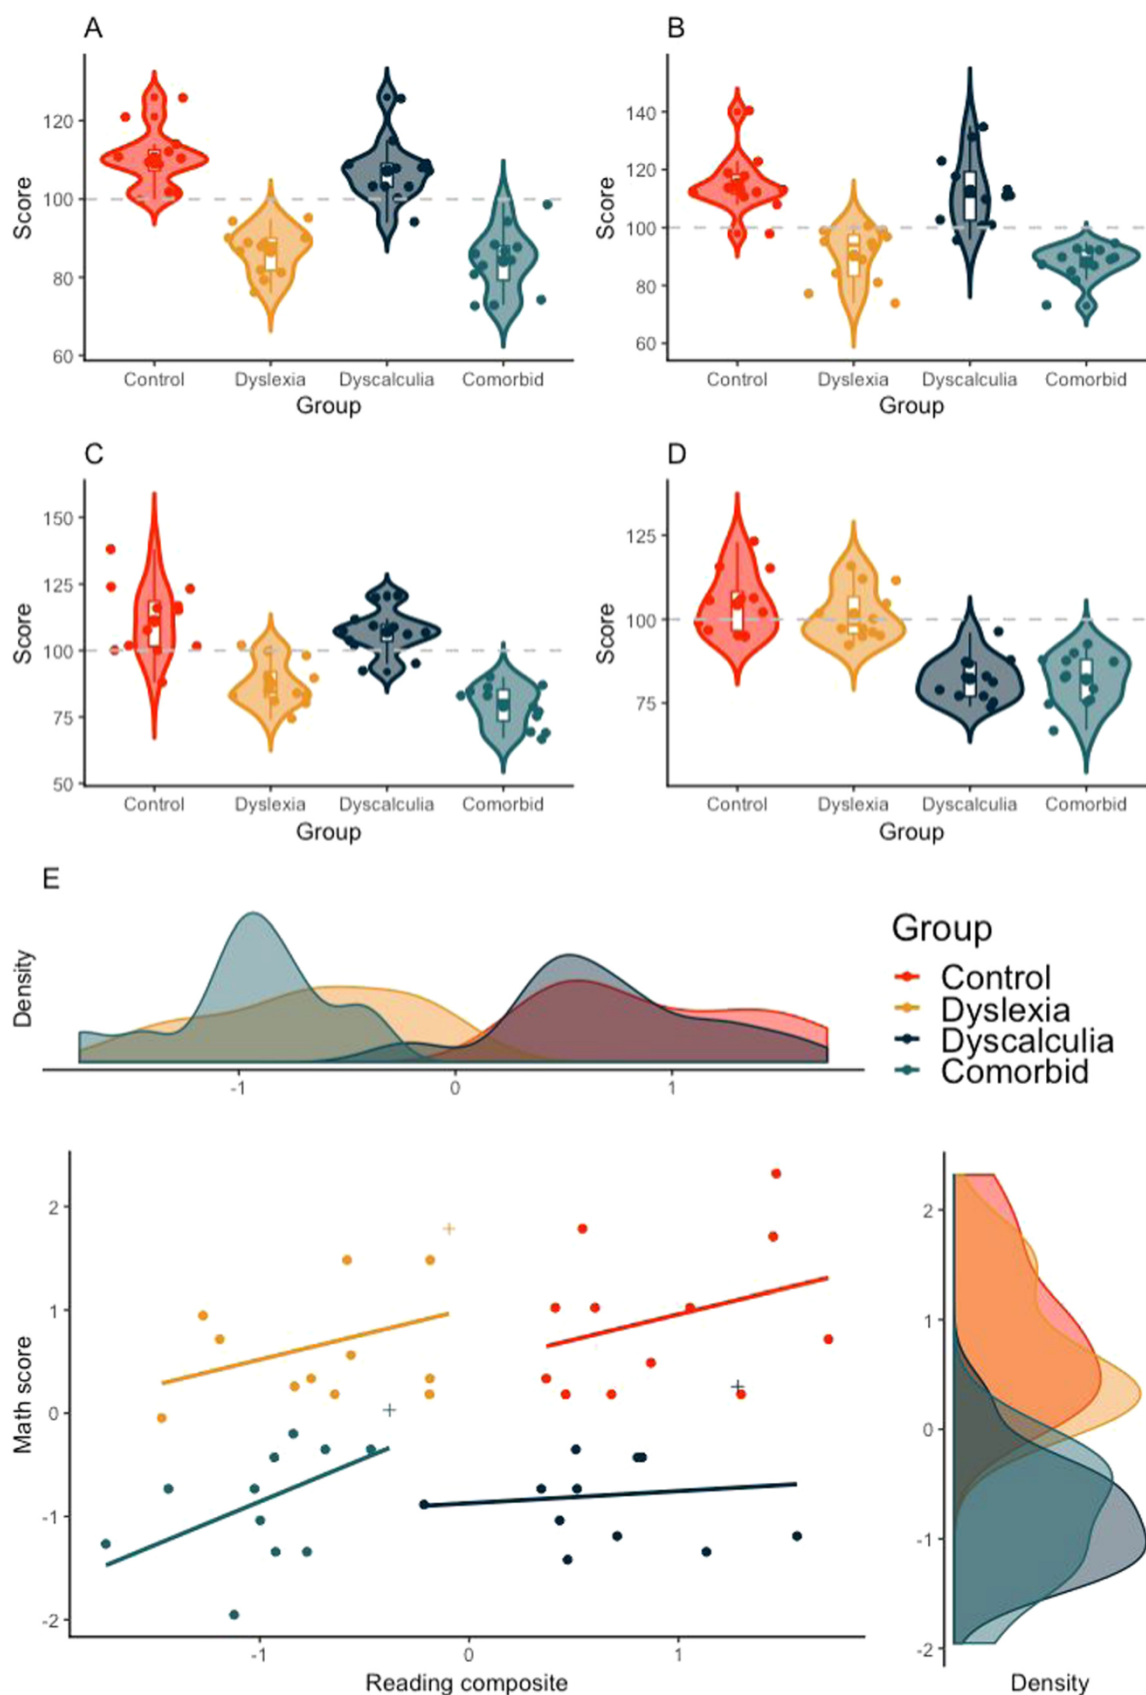 A
Score
120
100
80
60
Control Dyslexia Dyscalculia Comorbid
Group
B
Score
140
120
100
80
60
Control Dyslexia Dyscalculia Comorbid
Group
C
Score
150
125
100
75
50
Control Dyslexia Dyscalculia Comorbid
Group
D
Score
125
100
75
Control Dyslexia Dyscalculia Comorbid
Group
E
Density
-1 0 1
Group
Control
Dyslexia
Dyscalculia
Comorbid
Math score
2
1
0
-1
-2
-1 0 1
Reading composite
2
1
0
-1
-2
Density